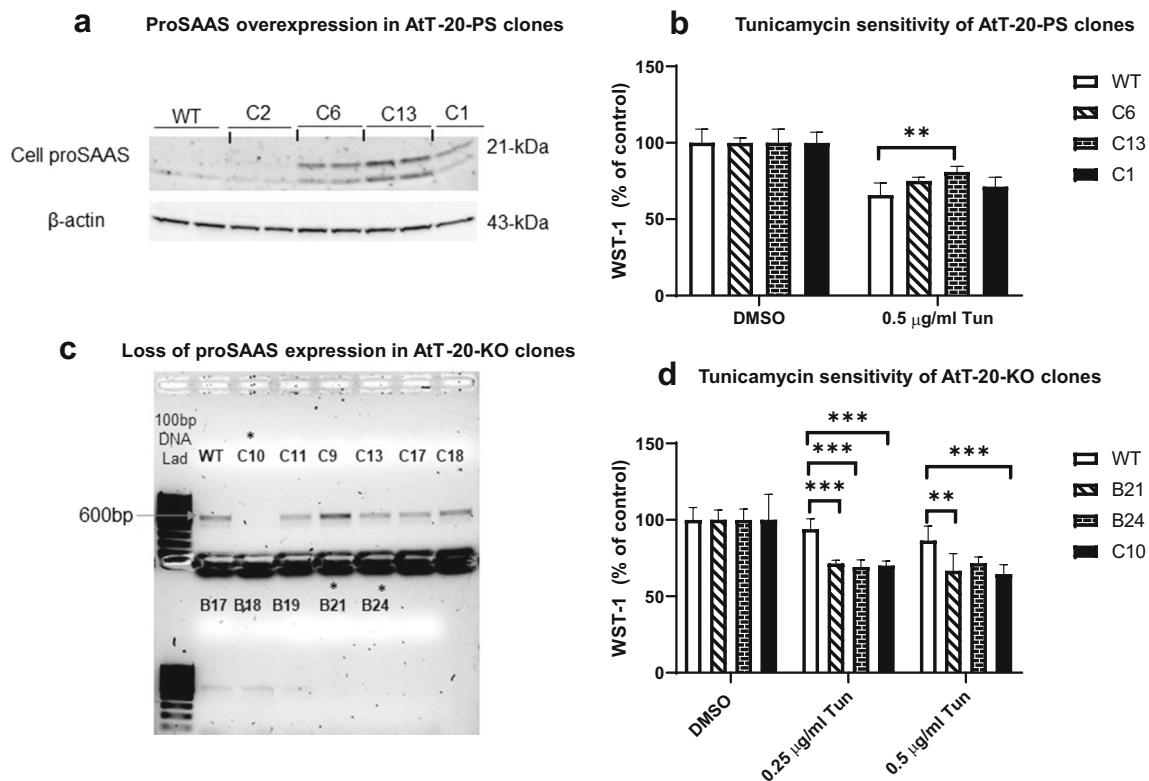 a ProSAAS overexpression in AtT-20-PS clones
WT C2 C6 C13 C1
Cell proSAAS 21-kDa
β-actin 43-kDa
b Tunicamycin sensitivity of AtT-20-PS clones
WST-1 (% of control)
150
100
50
0
**
DMSO 0.5 μg/ml Tun
WT
C6
C13
C1
c Loss of proSAAS expression in AtT-20-KO clones
100bp
DNA
Lad
*
WT C10 C11 C9 C13 C17 C18
600bp
* *
B17 B18 B19 B21 B24
d Tunicamycin sensitivity of AtT-20-KO clones
WST-1 (% of control)
150
100
50
0
***
***
***
***
**
DMSO 0.25 μg/ml Tun 0.5 μg/ml Tun
WT
B21
B24
C10